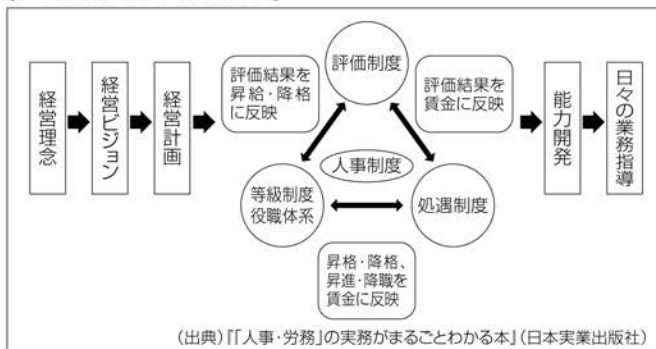 経営理念
経営ビジョン
経営計画
評価結果を
昇給・降格
に反映
評価制度
評価結果を
賃金に反映
人事制度
等級制度
役職体系
処遇制度
昇格・降格、
昇進・降職を
賃金に反映
能力開発
日々の業務指導
(出典)『「人事・労務」の実務がまるごとわかる本』(日本実業出版社)